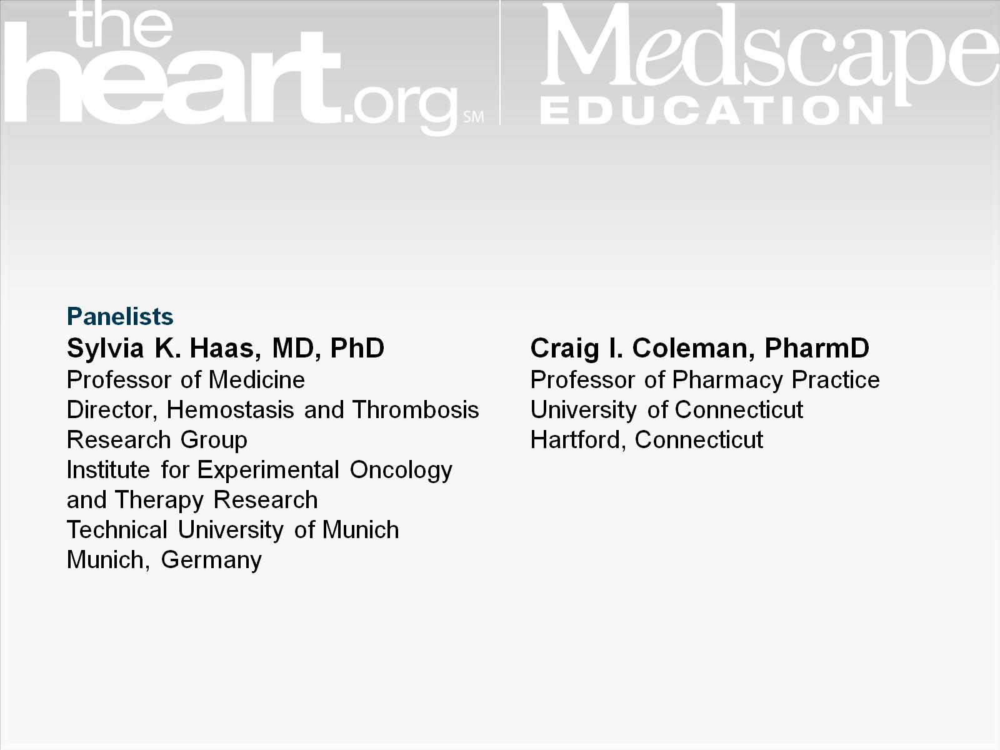 the
heart.org SM
Medscape
EDUCATION
Panelists
Sylvia K. Haas, MD, PhD
Professor of Medicine
Director, Hemostasis and Thrombosis
Research Group
Institute for Experimental Oncology
and Therapy Research
Technical University of Munich
Munich, Germany
Craig I. Coleman, PharmD
Professor of Pharmacy Practice
University of Connecticut
Hartford, Connecticut